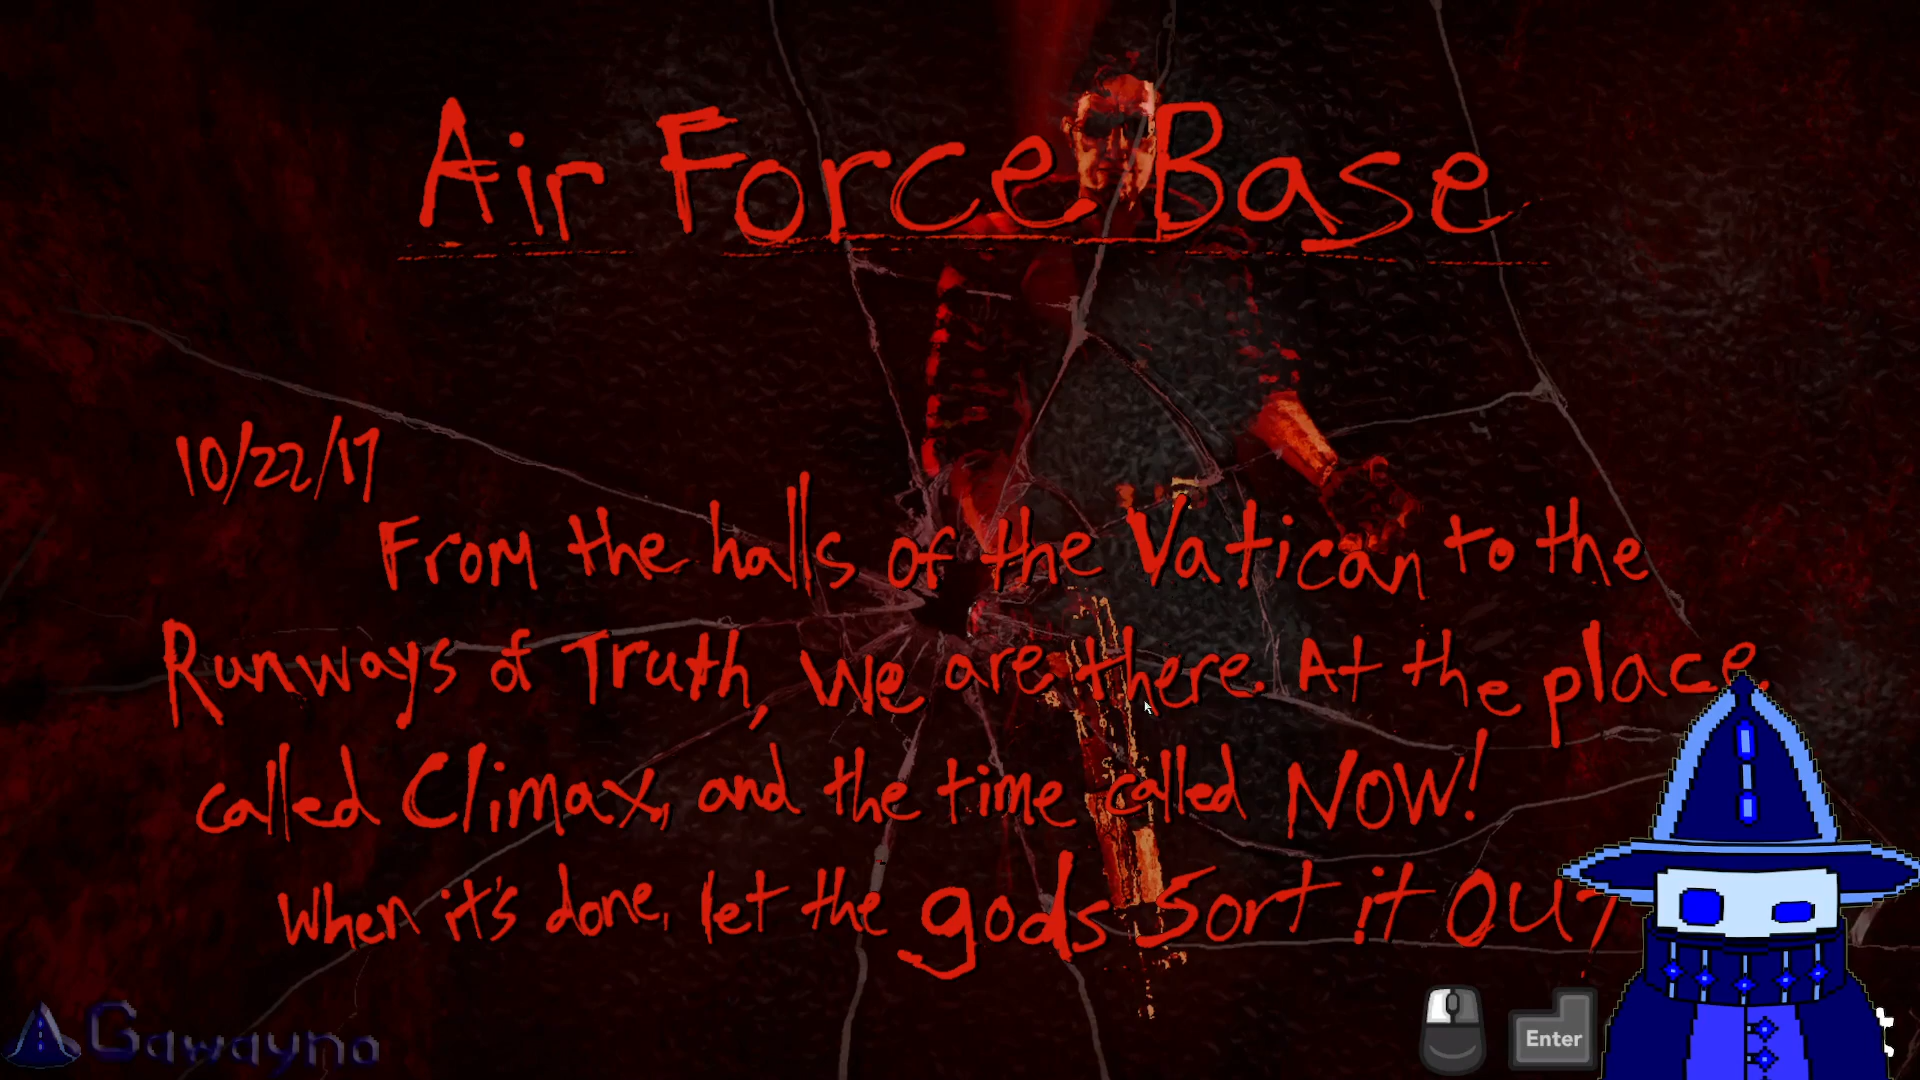 Air Force Base
10/22/17
From the halls of the Vatican to the
Runways of Truth, we are there. At the place
called Climax, and the time called NOW!
When it's done, let the gods sort it OUT
Gawayna
Enter